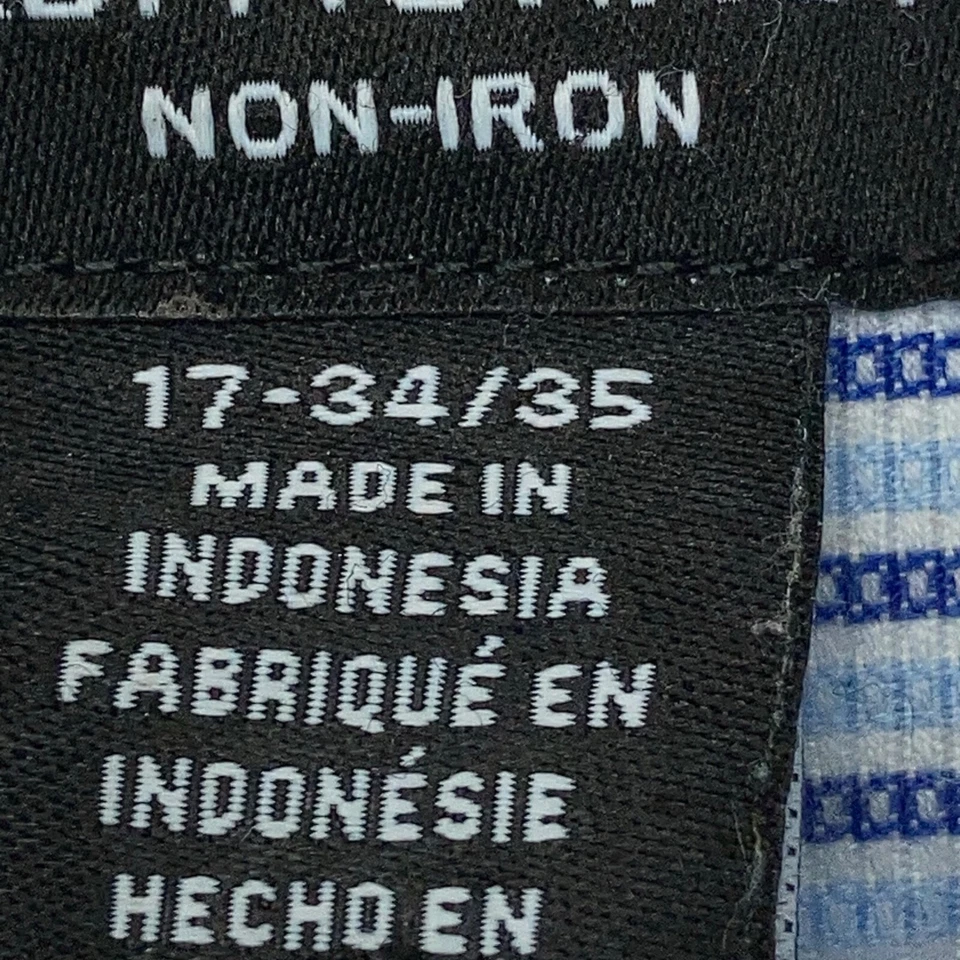 NON-IRON
17-34/35
MADE IN
INDONESIA
FABRIQUÉ EN
INDONÉSIE
HECHO EN